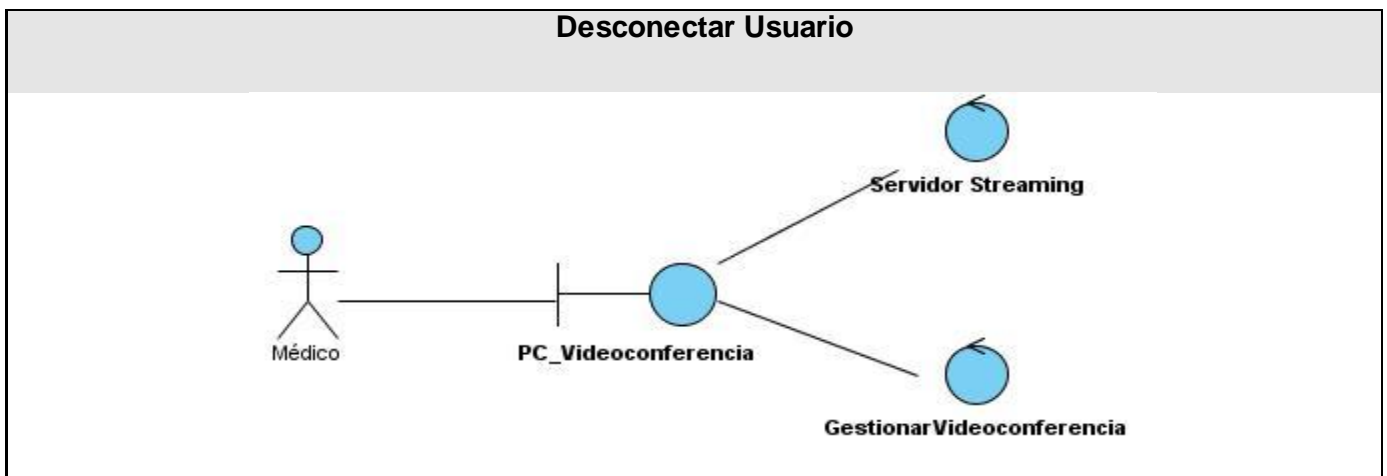 Desconectar Usuario
Servidor Streaming
Médico
PC_Videoconferencia
GestionarVideoconferencia